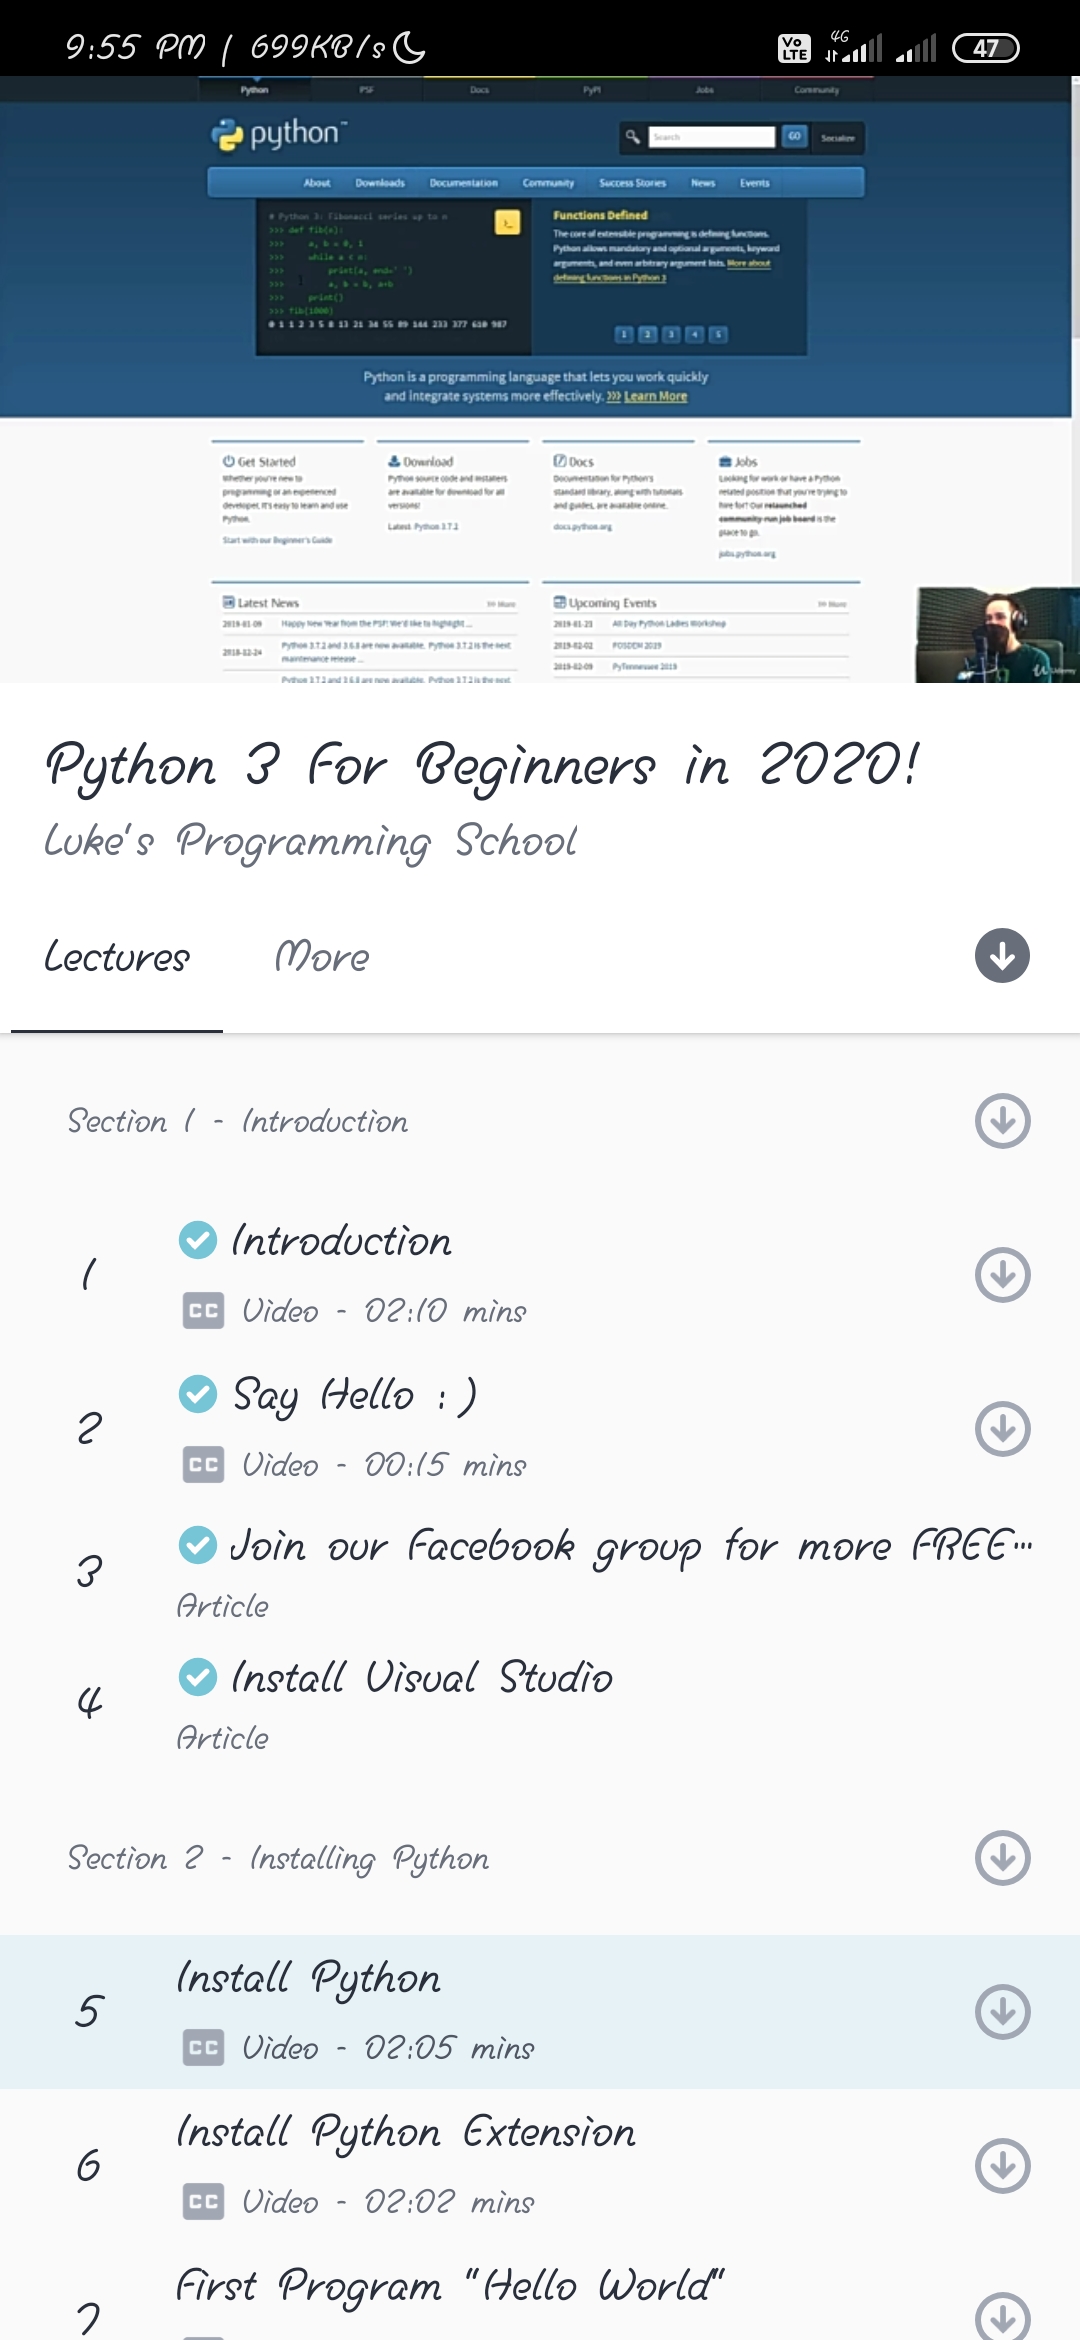 9:55 PM | 699KB/s
Vo LTE 4G 47
Python PSF Docs PyPI Jobs Community
python™ Search GO Socialize
About Downloads Documentation Community Success Stories News Events
# Python 3: Fibonacci series up to n
>>> def fib(n):
>>> a, b = 0, 1
>>> while a < n:
>>> print(a, end=' ')
>>> a, b = b, a+b
>>> print()
>>> fib(1000)
0 1 1 2 3 5 8 13 21 34 55 89 144 233 377 610 987
Functions Defined
The core of extensible programming is defining functions.
Python allows mandatory and optional arguments, keyword
arguments, and even arbitrary argument lists. More about
defining functions in Python 3
1 2 3 4 5
Python is a programming language that lets you work quickly
and integrate systems more effectively. >>> Learn More
Get Started
Whether you're new to
programming or an experienced
developer, it's easy to learn and use
Python.
Start with our Beginner's Guide
Download
Python source code and installers
are available for download for all
versions!
Latest: Python 3.7.2
Docs
Documentation for Python's
standard library, along with tutorials
and guides, are available online.
docs.python.org
Jobs
Looking for work or have a Python
related position that you're trying to
hire for? Our relaunched
community-run job board is the
place to go.
jobs.python.org
Latest News >> More
2019-01-09 Happy New Year from the PSF! We'd like to highlight ...
2018-12-24 Python 3.7.2 and 3.6.8 are now available. Python 3.7.2 is the next
maintenance release ...
Python 3.7.2 and 3.6.8 are now available. Python 3.7.2 is the next
Upcoming Events >> More
2019-01-21 All Day Python Ladies Workshop
2019-02-02 FOSDEM 2019
2019-02-09 PyTennessee 2019
Udemy
Python 3 For Beginners in 2020!
Luke's Programming School
Lectures More
Section 1 - Introduction
1 Introduction
CC Video - 02:10 mins
2 Say Hello : )
CC Video - 00:15 mins
3 Join our Facebook group for more FREE...
Article
4 Install Visual Studio
Article
Section 2 - Installing Python
5 Install Python
CC Video - 02:05 mins
6 Install Python Extension
CC Video - 02:02 mins
7 First Program "Hello World"